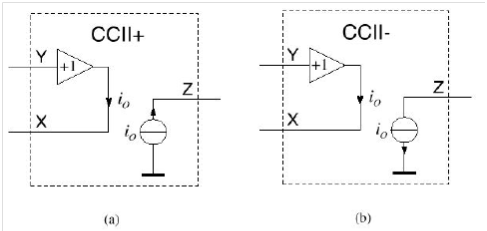 CCII+
Y
+1
i_o
Z
X
i_o
(a)
CCII-
Y
+1
i_o
Z
X
i_o
(b)